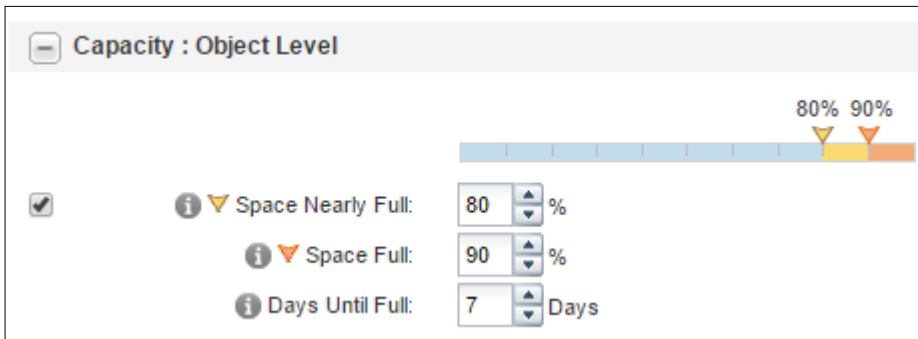 Capacity : Object Level
80% 90%
Space Nearly Full: 80 %
Space Full: 90 %
Days Until Full: 7 Days